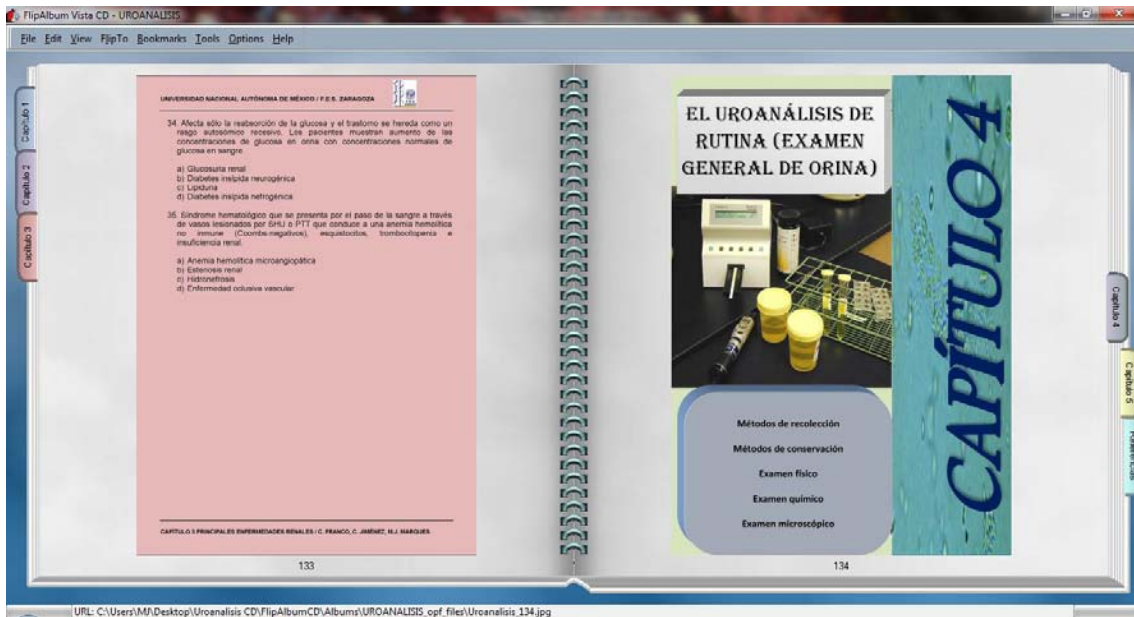 FlipAlbum Vista CD - UROANALISIS
File Edit View FlipTo Bookmarks Tools Options Help
Capítulo 1
Capítulo 2
Capítulo 3
UNIVERSIDAD NACIONAL AUTÓNOMA DE MÉXICO / F.E.S. ZARAGOZA
34. Afecta sólo la reabsorción de la glucosa y el trastorno se hereda como un
rasgo autosómico recesivo. Los pacientes muestran aumento de las
concentraciones de glucosa en orina con concentraciones normales de
glucosa en sangre.
a) Glucosuria renal
b) Diabetes insípida neurogénica
c) Lipiduria
d) Diabetes insípida nefrogénica
35. Síndrome hematológico que se presenta por el paso de la sangre a través
de vasos lesionados por SHU o PTT que conduce a una anemia hemolítica
no inmune (Coombs-negativos), esquistocitos, trombocitopenia e
insuficiencia renal.
a) Anemia hemolítica microangiopática
b) Estenosis renal
c) Hidronefrosis
d) Enfermedad oclusiva vascular
CAPÍTULO 3 PRINCIPALES ENFERMEDADES RENALES / C. FRANCO, C. JIMÉNEZ, M.J. MARQUES
133
EL UROANÁLISIS DE
RUTINA (EXAMEN
GENERAL DE ORINA)
CAPÍTULO 4
Métodos de recolección
Métodos de conservación
Examen físico
Examen químico
Examen microscópico
134
Capítulo 4
Capítulo 5
Referencias
URL: C:\Users\MJ\Desktop\Uroanalisis CD\FlipAlbumCD\Albums\UROANALISIS_opf_files\Uroanalisis_134.jpg